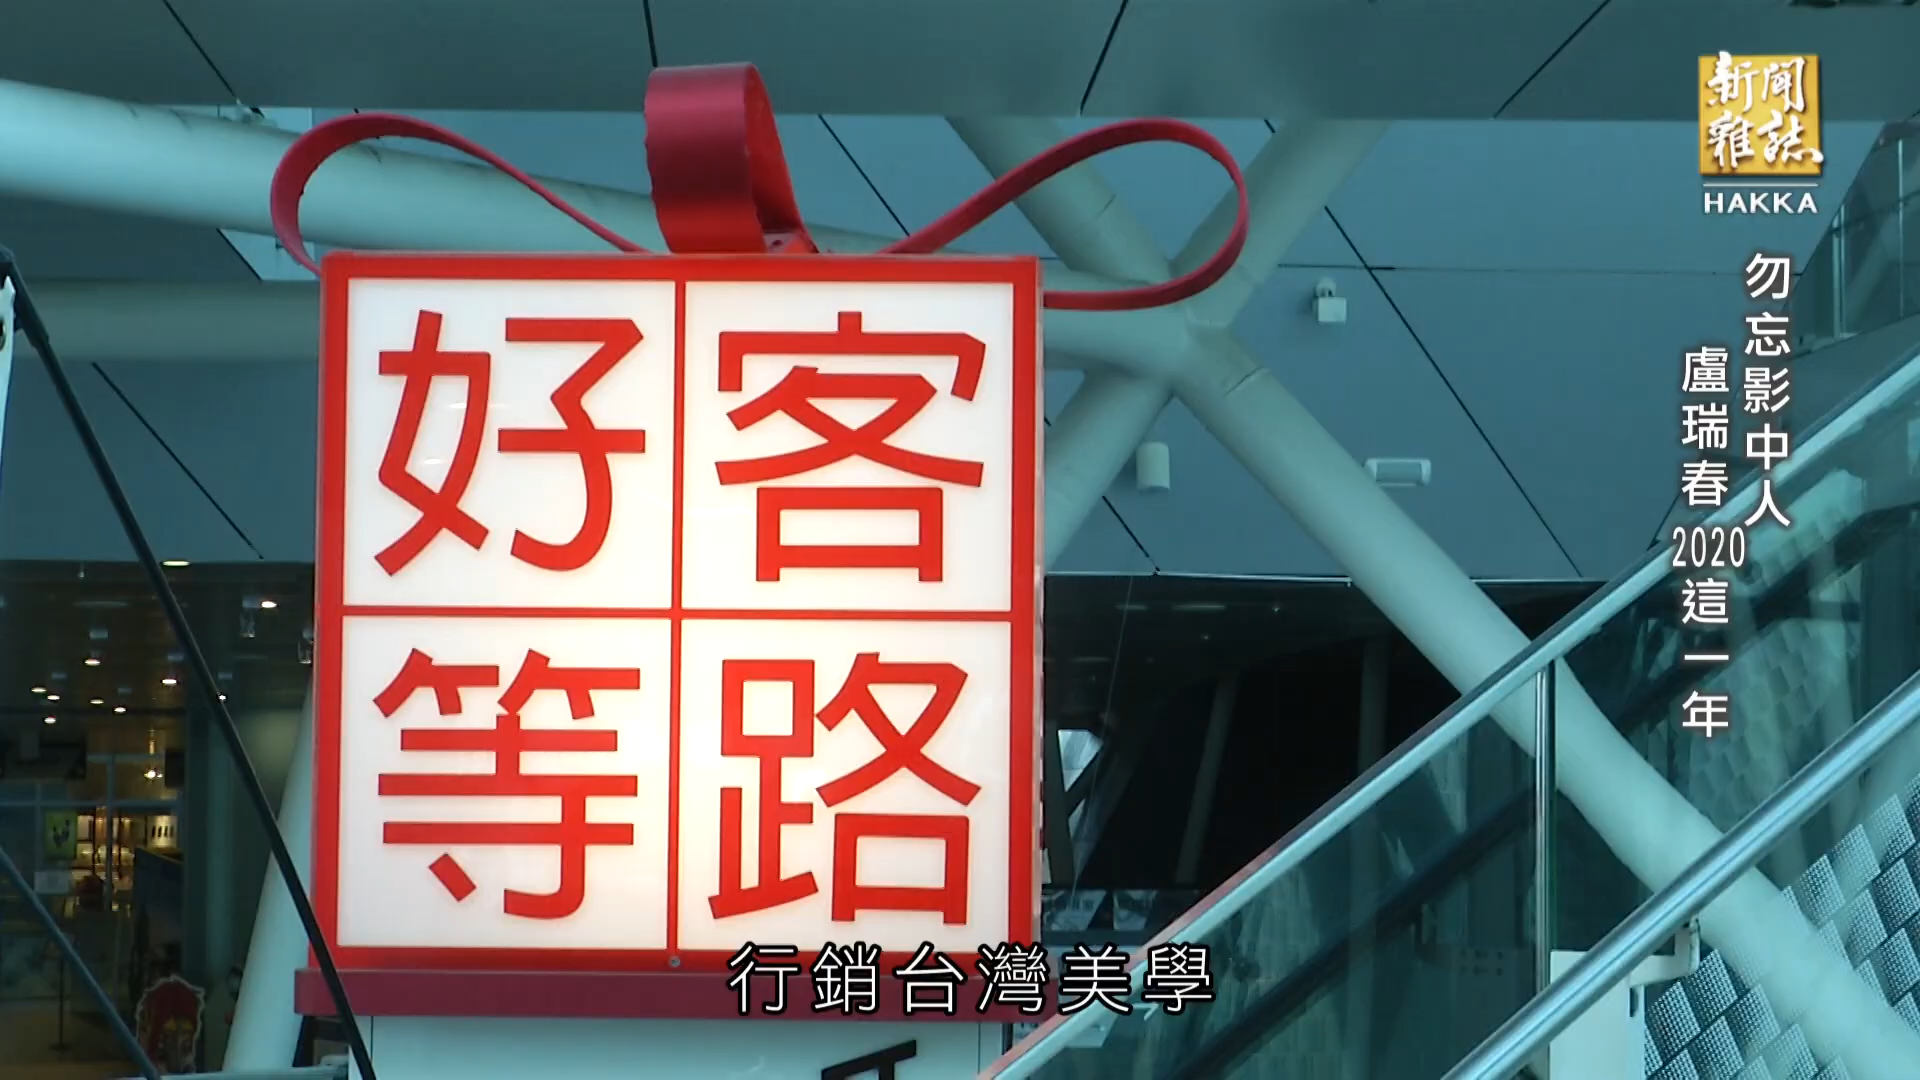 新聞
雜誌
HAKKA
勿忘影中人
盧瑞春2020這一年
好客
等路
行銷台灣美學